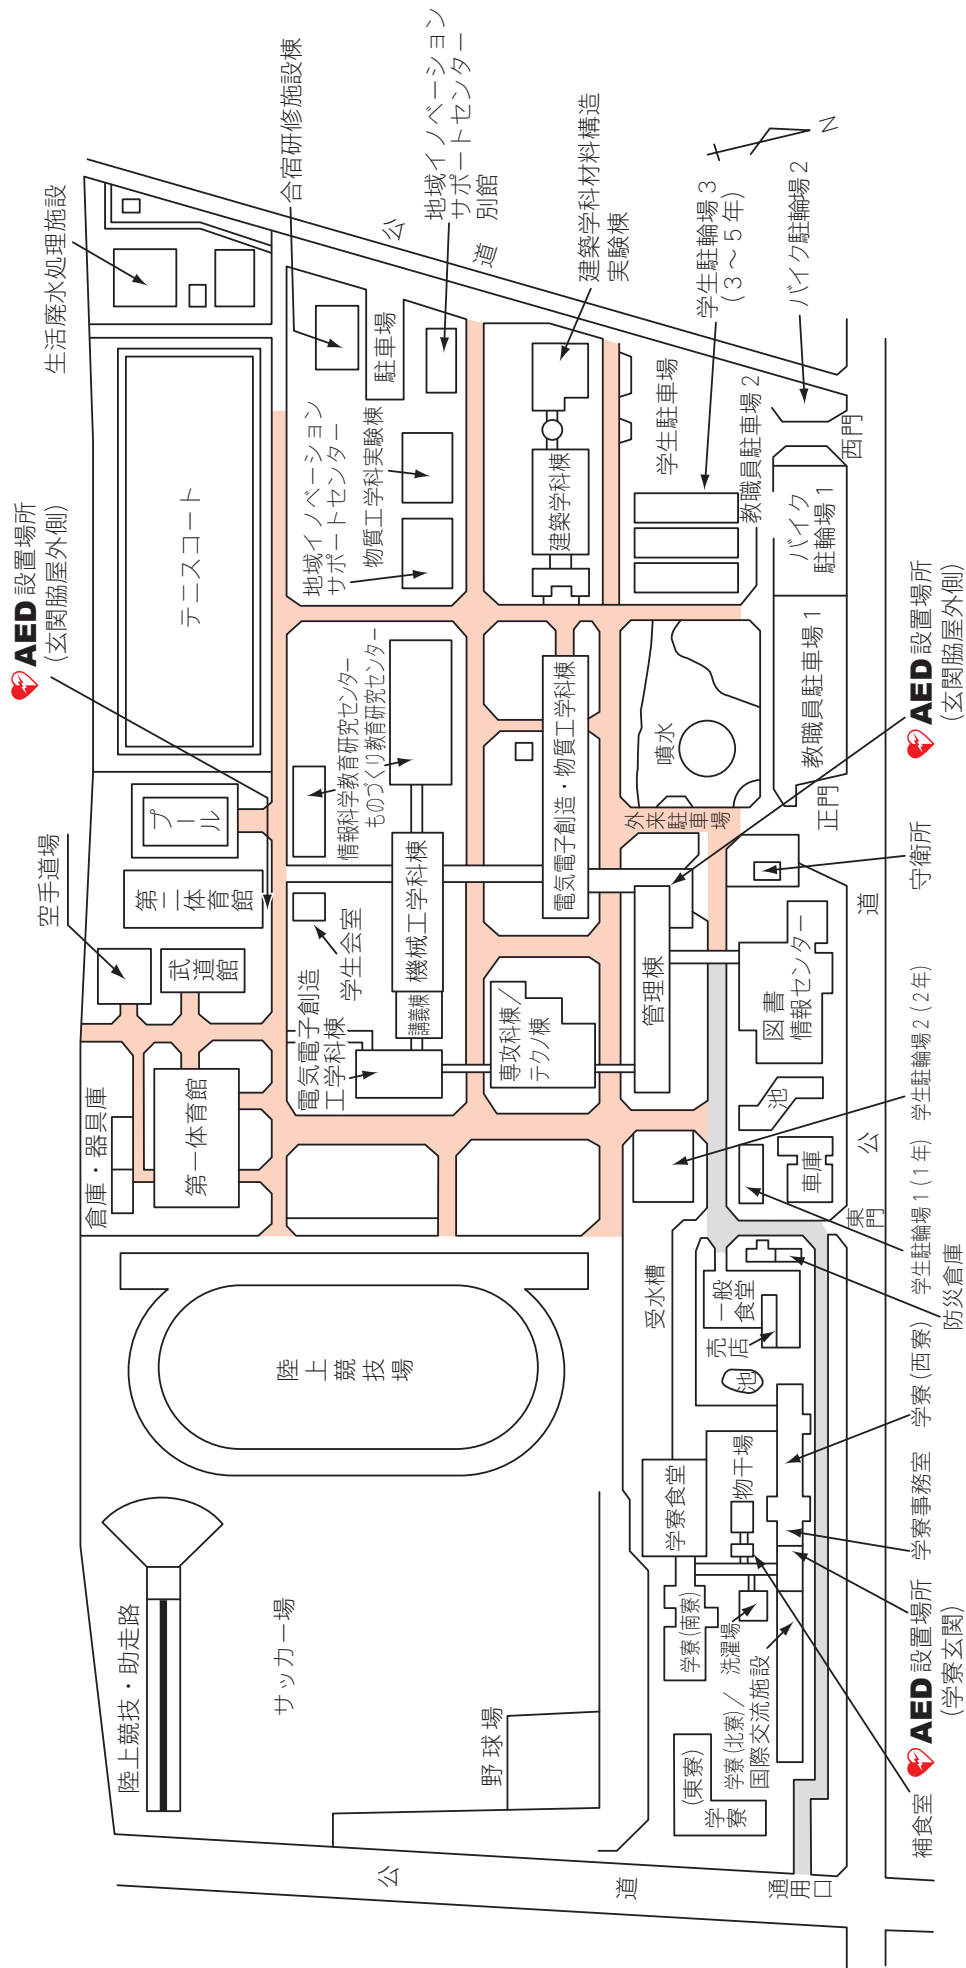 生活廃水処理施設
合宿研修施設棟
地域イノベーション
サポートセンター
別館
公
道
建築学科材料構造
実験棟
学生駐輪場3
(3～5年)
バイク駐輪場2
N
AED設置場所
(玄関脇屋外側)
テニスコート
駐車場
地域イノベーション
サポートセンター
物質工学科実験棟
建築学科棟
学生駐車場
教職員駐車場2
西門
バイク
駐輪場1
教職員駐車場1
正門
AED設置場所
(玄関脇屋外側)
空手道場
プール
第二体育館
武道館
情報科学教育研究センター
ものづくり教育研究センター
電気電子創造・物質工学科棟
噴水
外来駐車場
守衛所
機械工学科棟
学生会室
講義棟
電気電子創造
工学科棟
専攻科棟／
テクノ棟
管理棟
図書
情報センター
道
倉庫・器具庫
第一体育館
池
車庫
公
東門
学生駐輪場2(2年)
学生駐輪場1(1年)
防災倉庫
陸上競技場
受水槽
一般
食堂
売店
池
学寮(西寮)
学寮食堂
物干場
学寮事務室
AED設置場所
(学寮玄関)
陸上競技・助走路
サッカー場
野球場
学寮(南寮)
洗濯場
学寮(北寮)／
国際交流施設
(東寮)
学寮
補食室
公
道
通用口